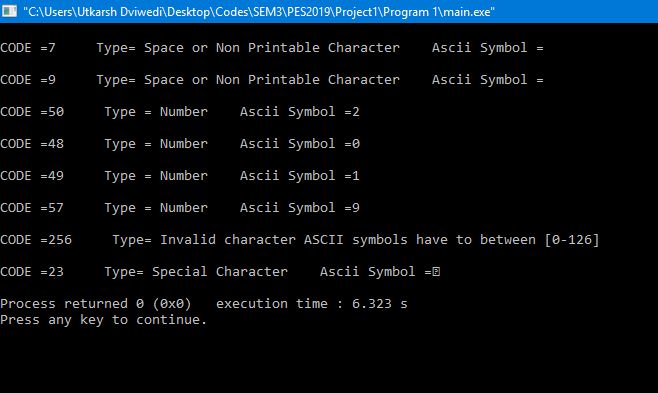 "C:\Users\Utkarsh Dviwedi\Desktop\Codes\SEM3\PES2019\Project1\Program 1\main.exe"
CODE =7     Type= Space or Non Printable Character    Ascii Symbol =
CODE =9     Type= Space or Non Printable Character    Ascii Symbol =
CODE =50     Type = Number    Ascii Symbol =2
CODE =48     Type = Number    Ascii Symbol =0
CODE =49     Type = Number    Ascii Symbol =1
CODE =57     Type = Number    Ascii Symbol =9
CODE =256     Type= Invalid character ASCII symbols have to between [0-126]
CODE =23     Type= Special Character    Ascii Symbol =
Process returned 0 (0x0)   execution time : 6.323 s
Press any key to continue.